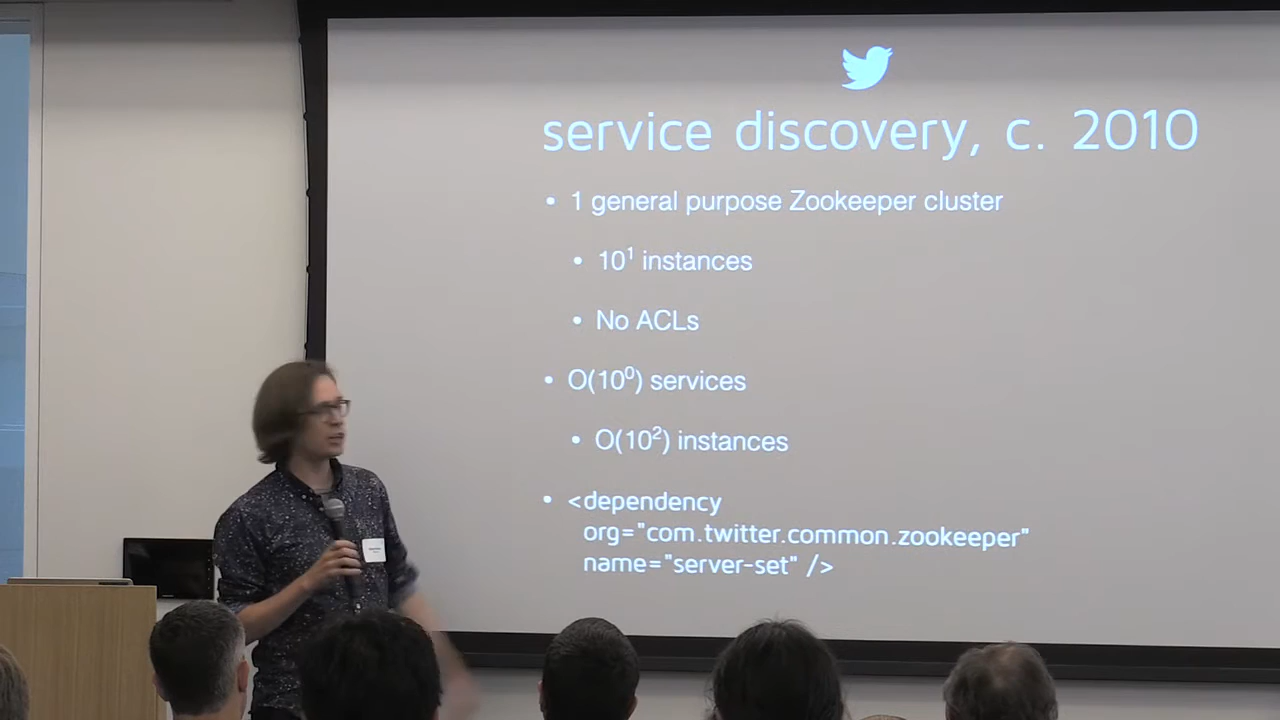 service discovery, c. 2010
• 1 general purpose Zookeeper cluster
• 10¹ instances
• No ACLs
• O(10⁰) services
• O(10²) instances
• <dependency
org="com.twitter.common.zookeeper"
name="server-set" />